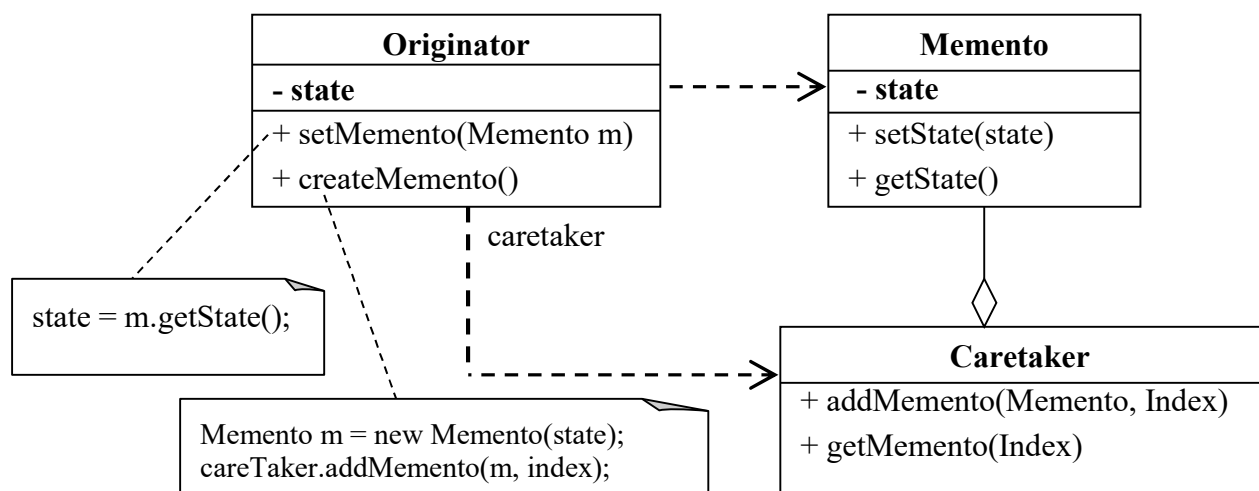 Originator
- state
+ setMemento(Memento m)
+ createMemento()
Memento
- state
+ setState(state)
+ getState()
caretaker
state = m.getState();
Memento m = new Memento(state);
careTaker.addMemento(m, index);
Caretaker
+ addMemento(Memento, Index)
+ getMemento(Index)